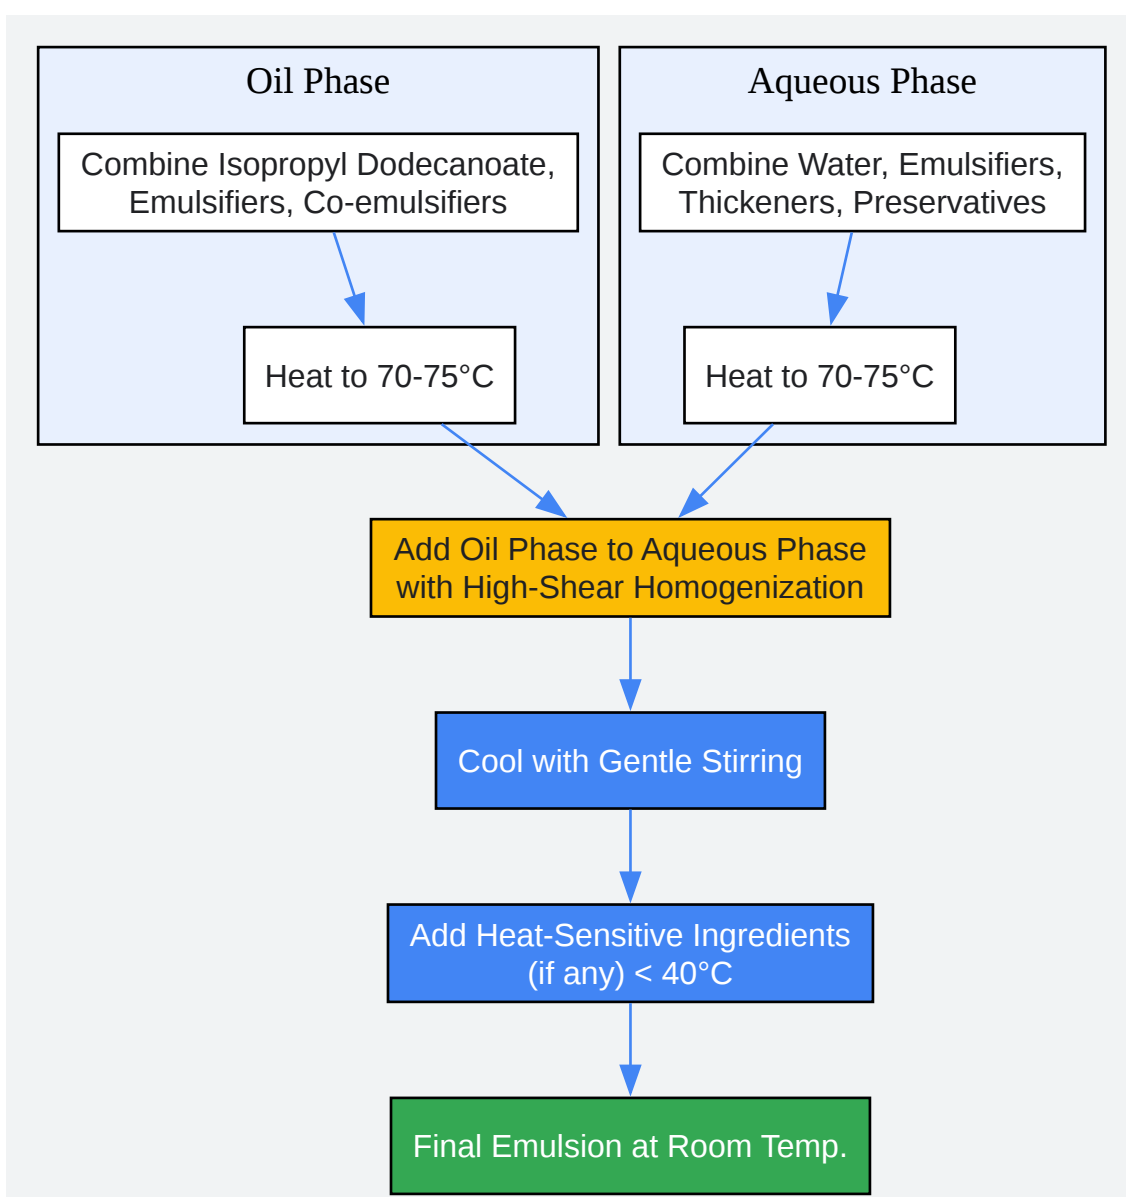 Oil Phase
Combine Isopropyl Dodecanoate,
Emulsifiers, Co-emulsifiers
Heat to 70-75°C
Aqueous Phase
Combine Water, Emulsifiers,
Thickeners, Preservatives
Heat to 70-75°C
Add Oil Phase to Aqueous Phase
with High-Shear Homogenization
Cool with Gentle Stirring
Add Heat-Sensitive Ingredients
(if any) < 40°C
Final Emulsion at Room Temp.